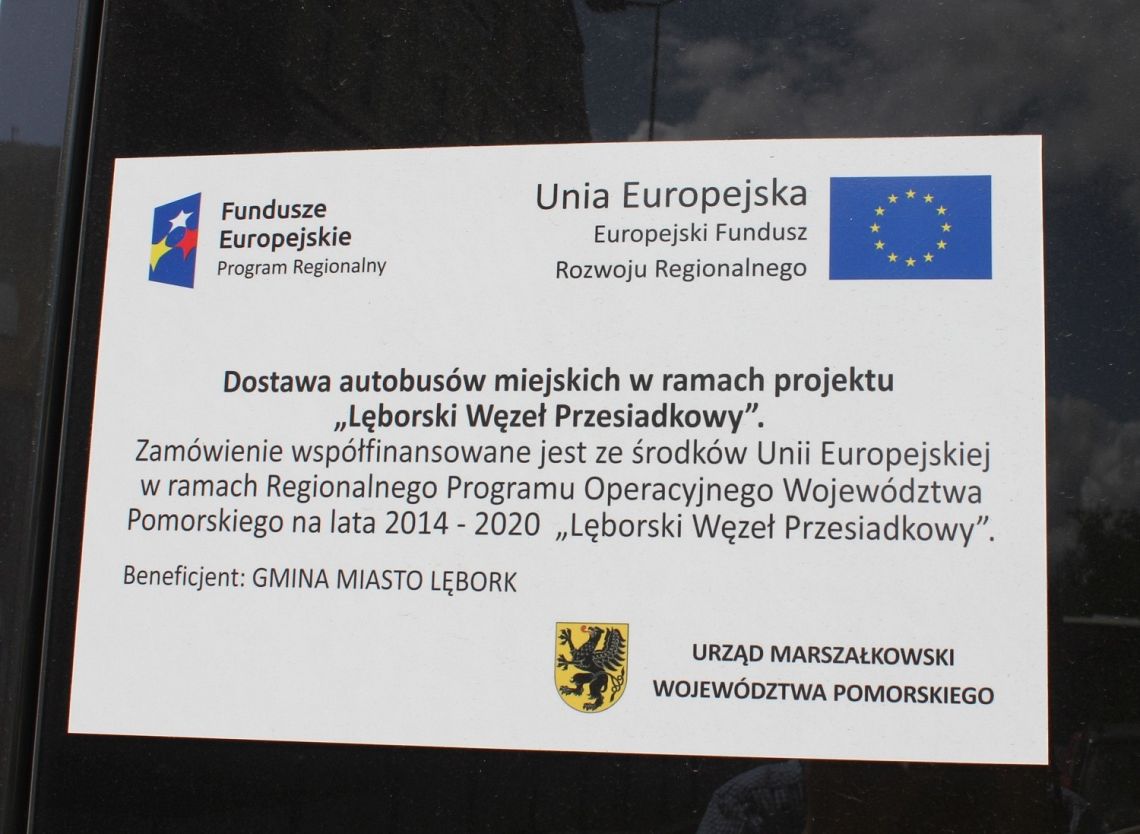 Fundusze
Europejskie
Program Regionalny
Unia Europejska
Europejski Fundusz
Rozwoju Regionalnego
Dostawa autobusów miejskich w ramach projektu
„Lęborski Węzeł Przesiadkowy”.
Zamówienie współfinansowane jest ze środków Unii Europejskiej
w ramach Regionalnego Programu Operacyjnego Województwa
Pomorskiego na lata 2014 - 2020 „Lęborski Węzeł Przesiadkowy”.
Beneficjent: GMINA MIASTO LĘBORK
URZĄD MARSZAŁKOWSKI
WOJEWÓDZTWA POMORSKIEGO